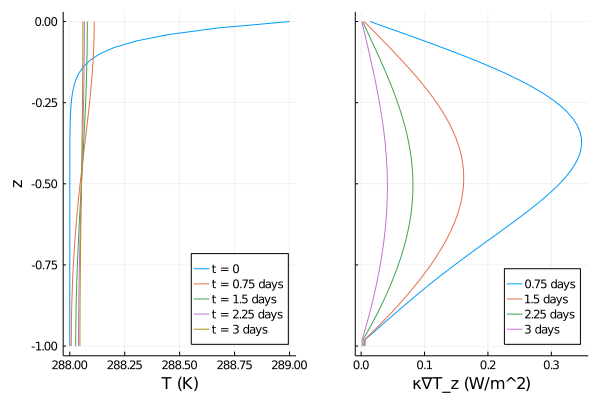 0.00
-0.25
-0.50
-0.75
-1.00
z
288.00
288.25
288.50
288.75
289.00
T (K)
t = 0
t = 0.75 days
t = 1.5 days
t = 2.25 days
t = 3 days
0.0
0.1
0.2
0.3
κ∇T_z (W/m^2)
0.75 days
1.5 days
2.25 days
3 days